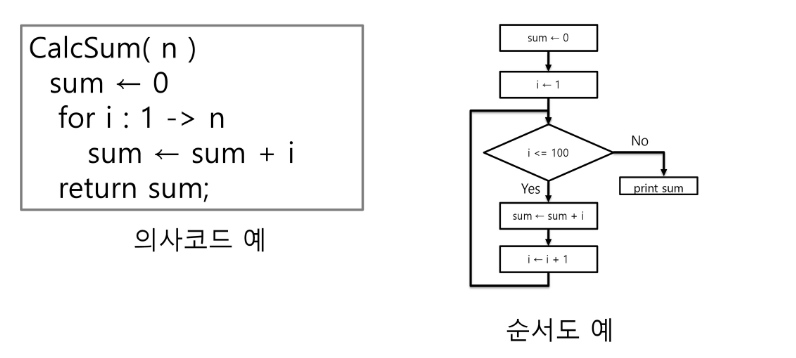 CalcSum( n )
sum ← 0
for i : 1 -> n
sum ← sum + i
return sum;
의사코드 예
sum ← 0
i ← 1
i <= 100
No
print sum
Yes
sum ← sum + i
i ← i + 1
순서도 예